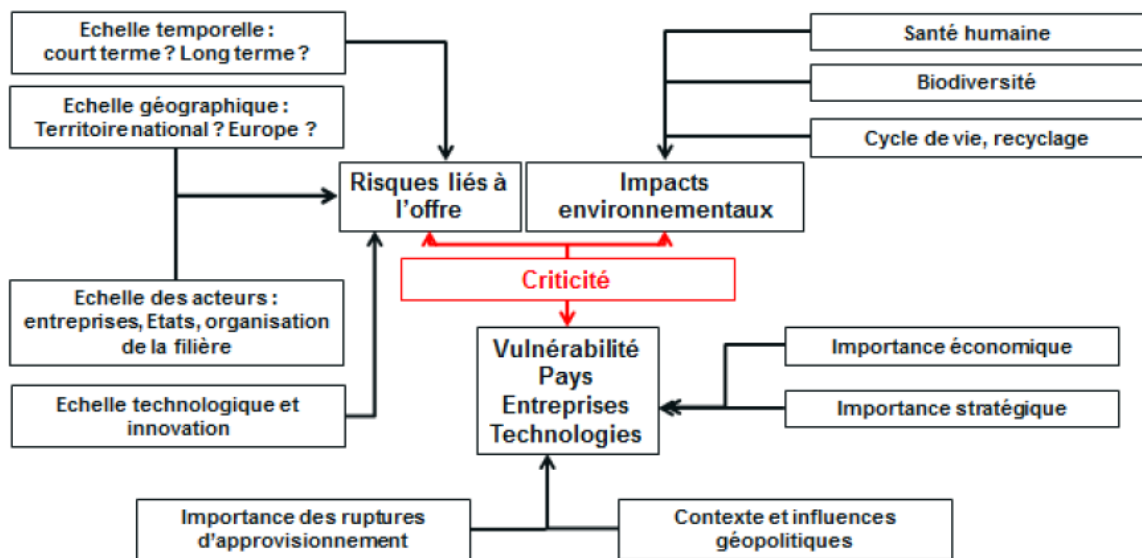 Echelle temporelle :
court terme ? Long terme ?
Echelle géographique :
Territoire national ? Europe ?
Echelle des acteurs :
entreprises, Etats, organisation
de la filière
Echelle technologique et
innovation
Risques liés à
l'offre
Impacts
environnementaux
Santé humaine
Biodiversité
Cycle de vie, recyclage
Criticité
Vulnérabilité
Pays
Entreprises
Technologies
Importance économique
Importance stratégique
Importance des ruptures
d'approvisionnement
Contexte et influences
géopolitiques